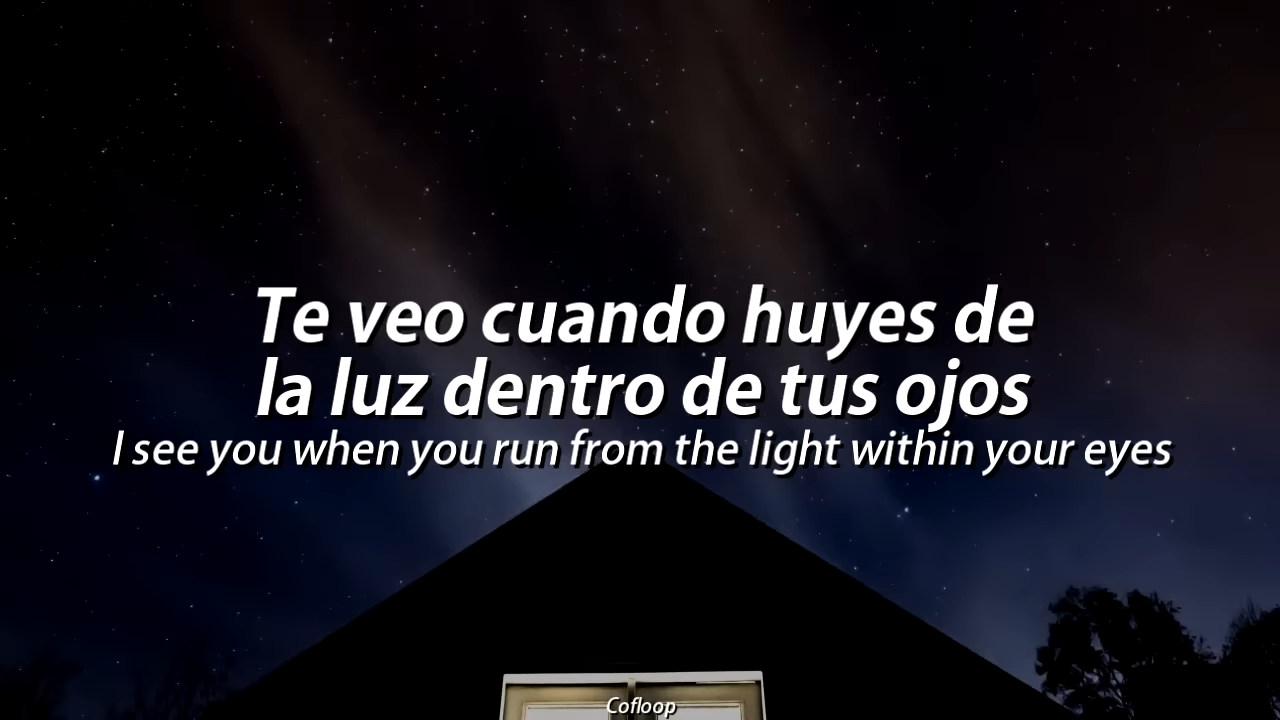 Te veo cuando huyes de
la luz dentro de tus ojos
I see you when you run from the light within your eyes
Cofloop